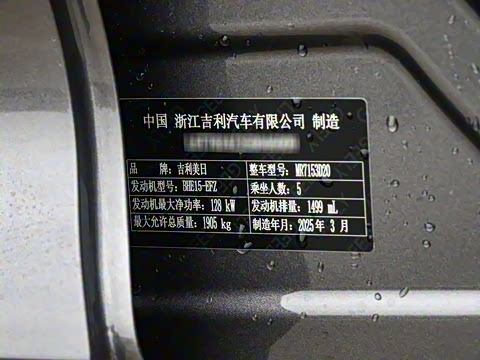 中国 浙江吉利汽车有限公司 制造
品 牌：吉利美日 整车型号：MR7153D20
发动机型号：BHE15-EFZ 乘坐人数：5
发动机最大净功率：128 kW 发动机排量：1499 mL
最大允许总质量：1905 kg 制造年月：2025 年 3 月